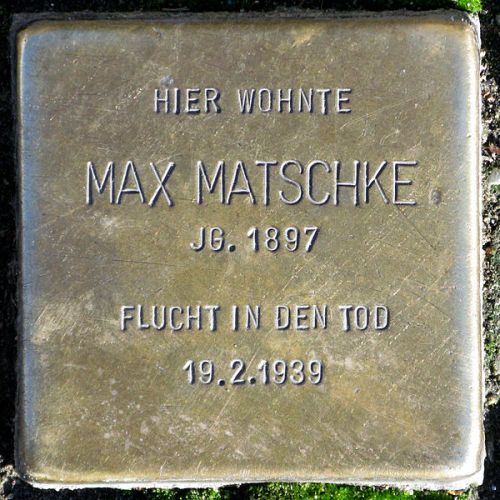 HIER WOHNTE
MAX MATSCHKE
JG. 1897
FLUCHT IN DEN TOD
19.2.1939